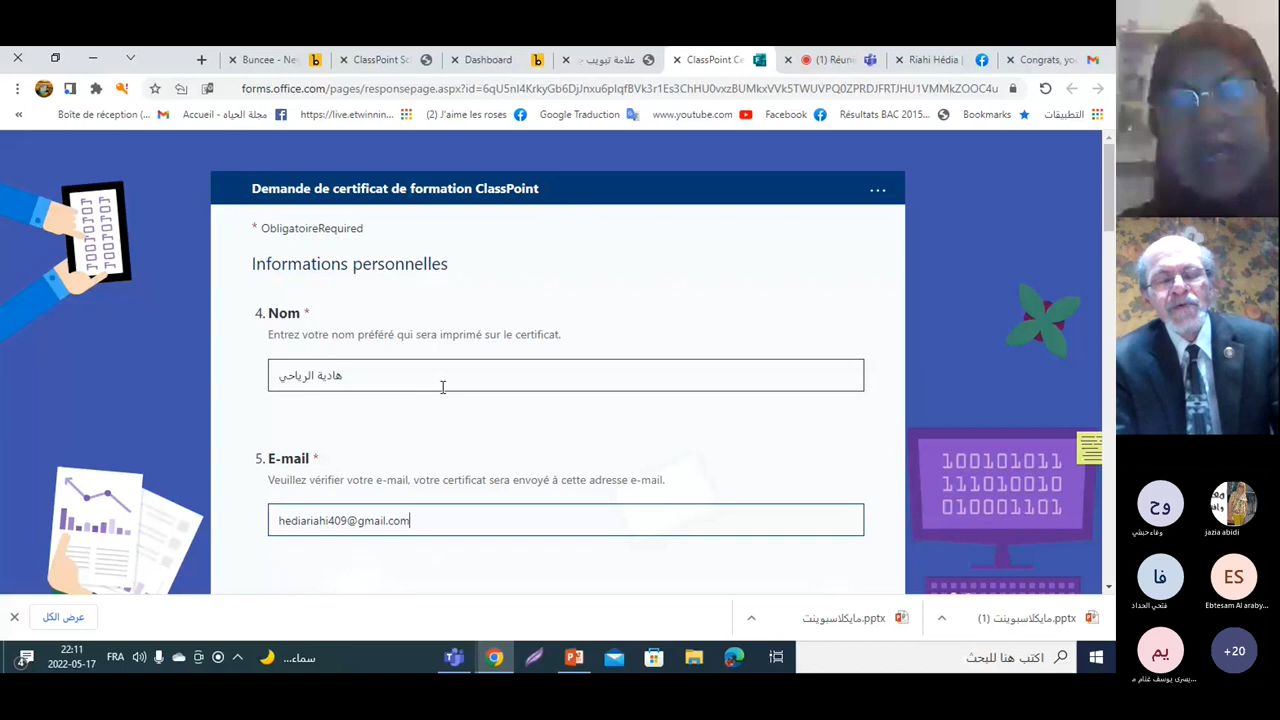 Buncee - Ne
ClassPoint Sc
Dashboard
علامة تبويب ج
ClassPoint Ce
(1) Réuni
Riahi Hédia |
Congrats, yo
forms.office.com/pages/responsepage.aspx?id=6qU5nI4KrkyGb6DjJnxu6pIqfBVk3r1Es3ChHU0vxzBUMkxVVk5TWUVPQ0ZPRDJFRTJHU1VMMkZOOC4u
Boîte de réception (...
Accueil - مجلة الحياة
https://live.etwinnin...
(2) J'aime les roses
Google Traduction
www.youtube.com
Facebook
Résultats BAC 2015...
Bookmarks
التطبيقات
Demande de certificat de formation ClassPoint
...
* ObligatoireRequired
Informations personnelles
4. Nom *
Entrez votre nom préféré qui sera imprimé sur le certificat.
هادية الرياحي
5. E-mail *
Veuillez vérifier votre e-mail, votre certificat sera envoyé à cette adresse e-mail.
hediariahi409@gmail.com
100101011
111010010
010001101
وح
وفاء حبشي
jazia abidi
فا
فتحي الحداد
ES
Ebtesam Al araby...
يم
يسرى يوسف غنام م...
+20
عرض الكل
مايكلاسبوينت.pptx
مايكلاسبوينت (1).pptx
22:11
2022-05-17
FRA
4
سماء...
اكتب هنا للبحث